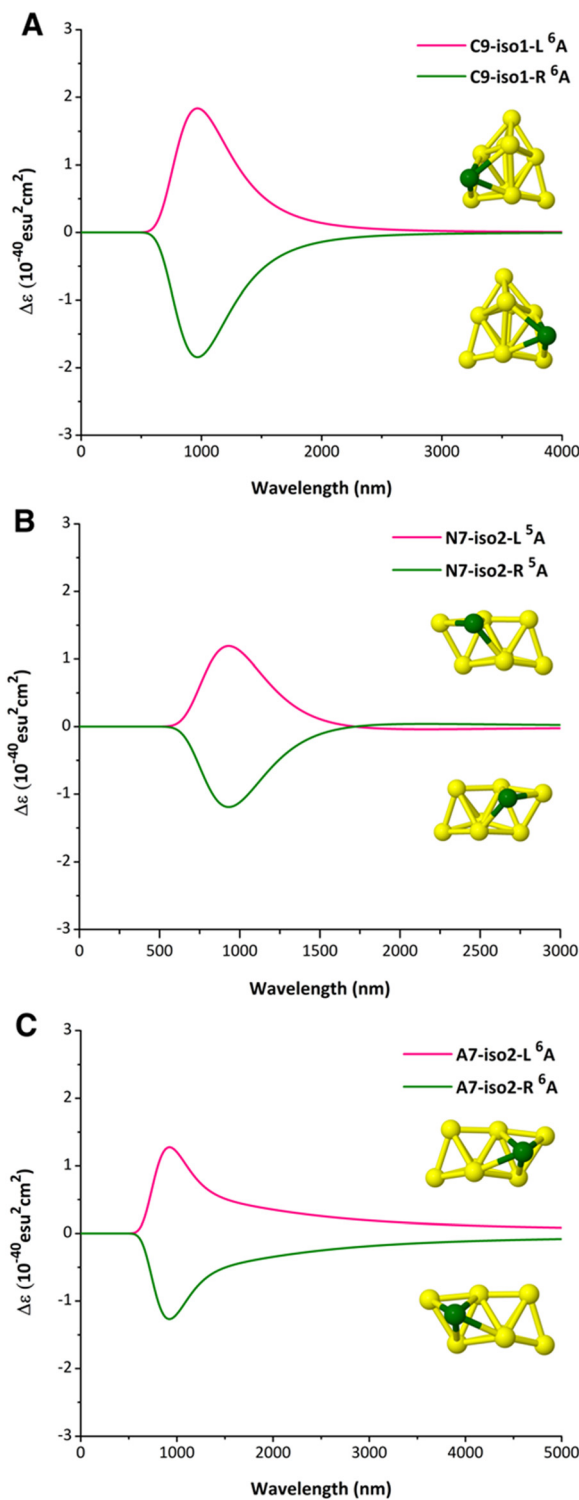 A
C9-iso1-L ⁶A
C9-iso1-R ⁶A
3
2
1
0
-1
-2
-3
Δε (10⁻⁴⁰esu²cm²)
0 1000 2000 3000 4000
Wavelength (nm)
B
N7-iso2-L ⁵A
N7-iso2-R ⁵A
3
2
1
0
-1
-2
-3
Δε (10⁻⁴⁰esu²cm²)
0 500 1000 1500 2000 2500 3000
Wavelength (nm)
C
A7-iso2-L ⁶A
A7-iso2-R ⁶A
3
2
1
0
-1
-2
-3
Δε (10⁻⁴⁰esu²cm²)
0 1000 2000 3000 4000 5000
Wavelength (nm)